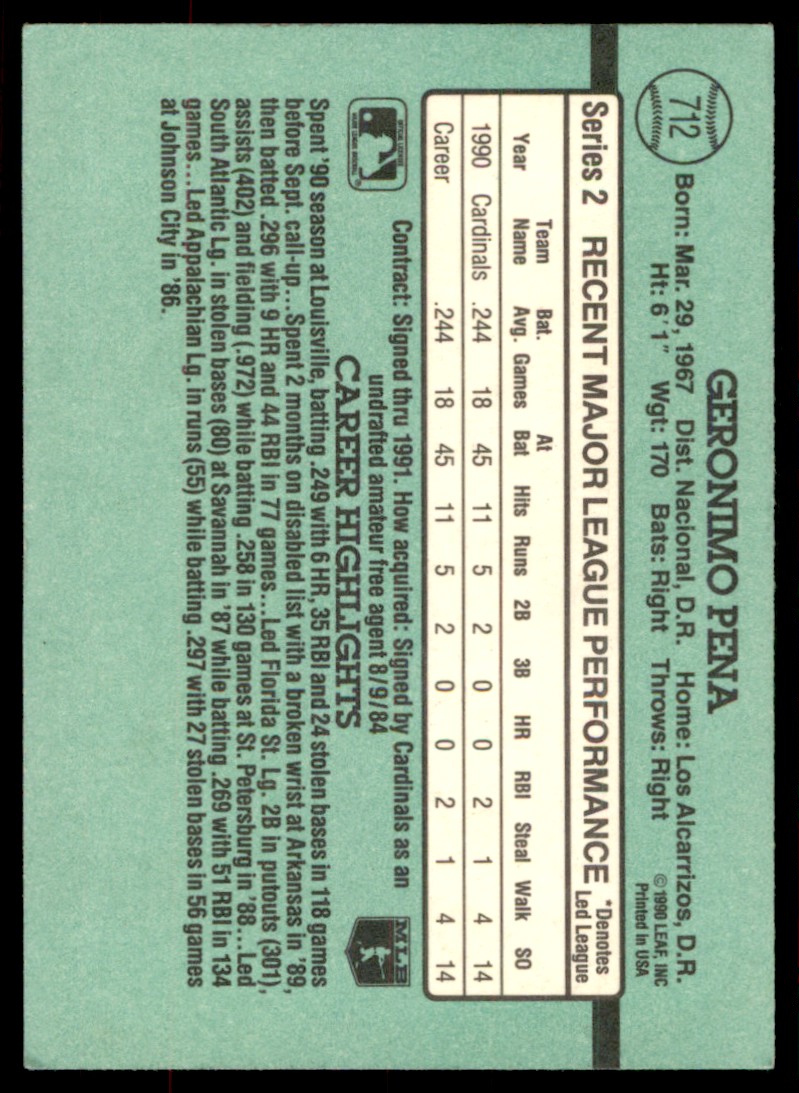 GERONIMO PENA
712
Born: Mar. 29, 1967 Dist. Nacional, D.R. Home: Los Alcarrizos, D.R.
Ht: 6'1" Wgt: 170 Bats: Right Throws: Right
©1990 LEAF, INC
Printed in USA
Series 2 RECENT MAJOR LEAGUE PERFORMANCE *Denotes Led League
Year Team Name Bat. Avg. Games At Bat Hits Runs 2B 3B HR RBI Steal Walk SO
1990 Cardinals .244 18 45 11 5 2 0 0 2 1 4 14
Career .244 18 45 11 5 2 0 0 2 1 4 14
Contract: Signed thru 1991. How acquired: Signed by Cardinals as an
undrafted amateur free agent 8/9/84
MLB
CAREER HIGHLIGHTS
Spent '90 season at Louisville, batting .249 with 6 HR, 35 RBI and 24 stolen bases in 118 games
before Sept. call-up...Spent 2 months on disabled list with a broken wrist at Arkansas in '89,
then batted .296 with 9 HR and 44 RBI in 77 games...Led Florida St. Lg. 2B in putouts (301),
assists (402) and fielding (.972) while batting .258 in 130 games at St. Petersburg in '88...Led
South Atlantic Lg. in stolen bases (80) at Savannah in '87 while batting .269 with 51 RBI in 134
games...Led Appalachian Lg. in runs (55) while batting .297 with 27 stolen bases in 56 games
at Johnson City in '86.